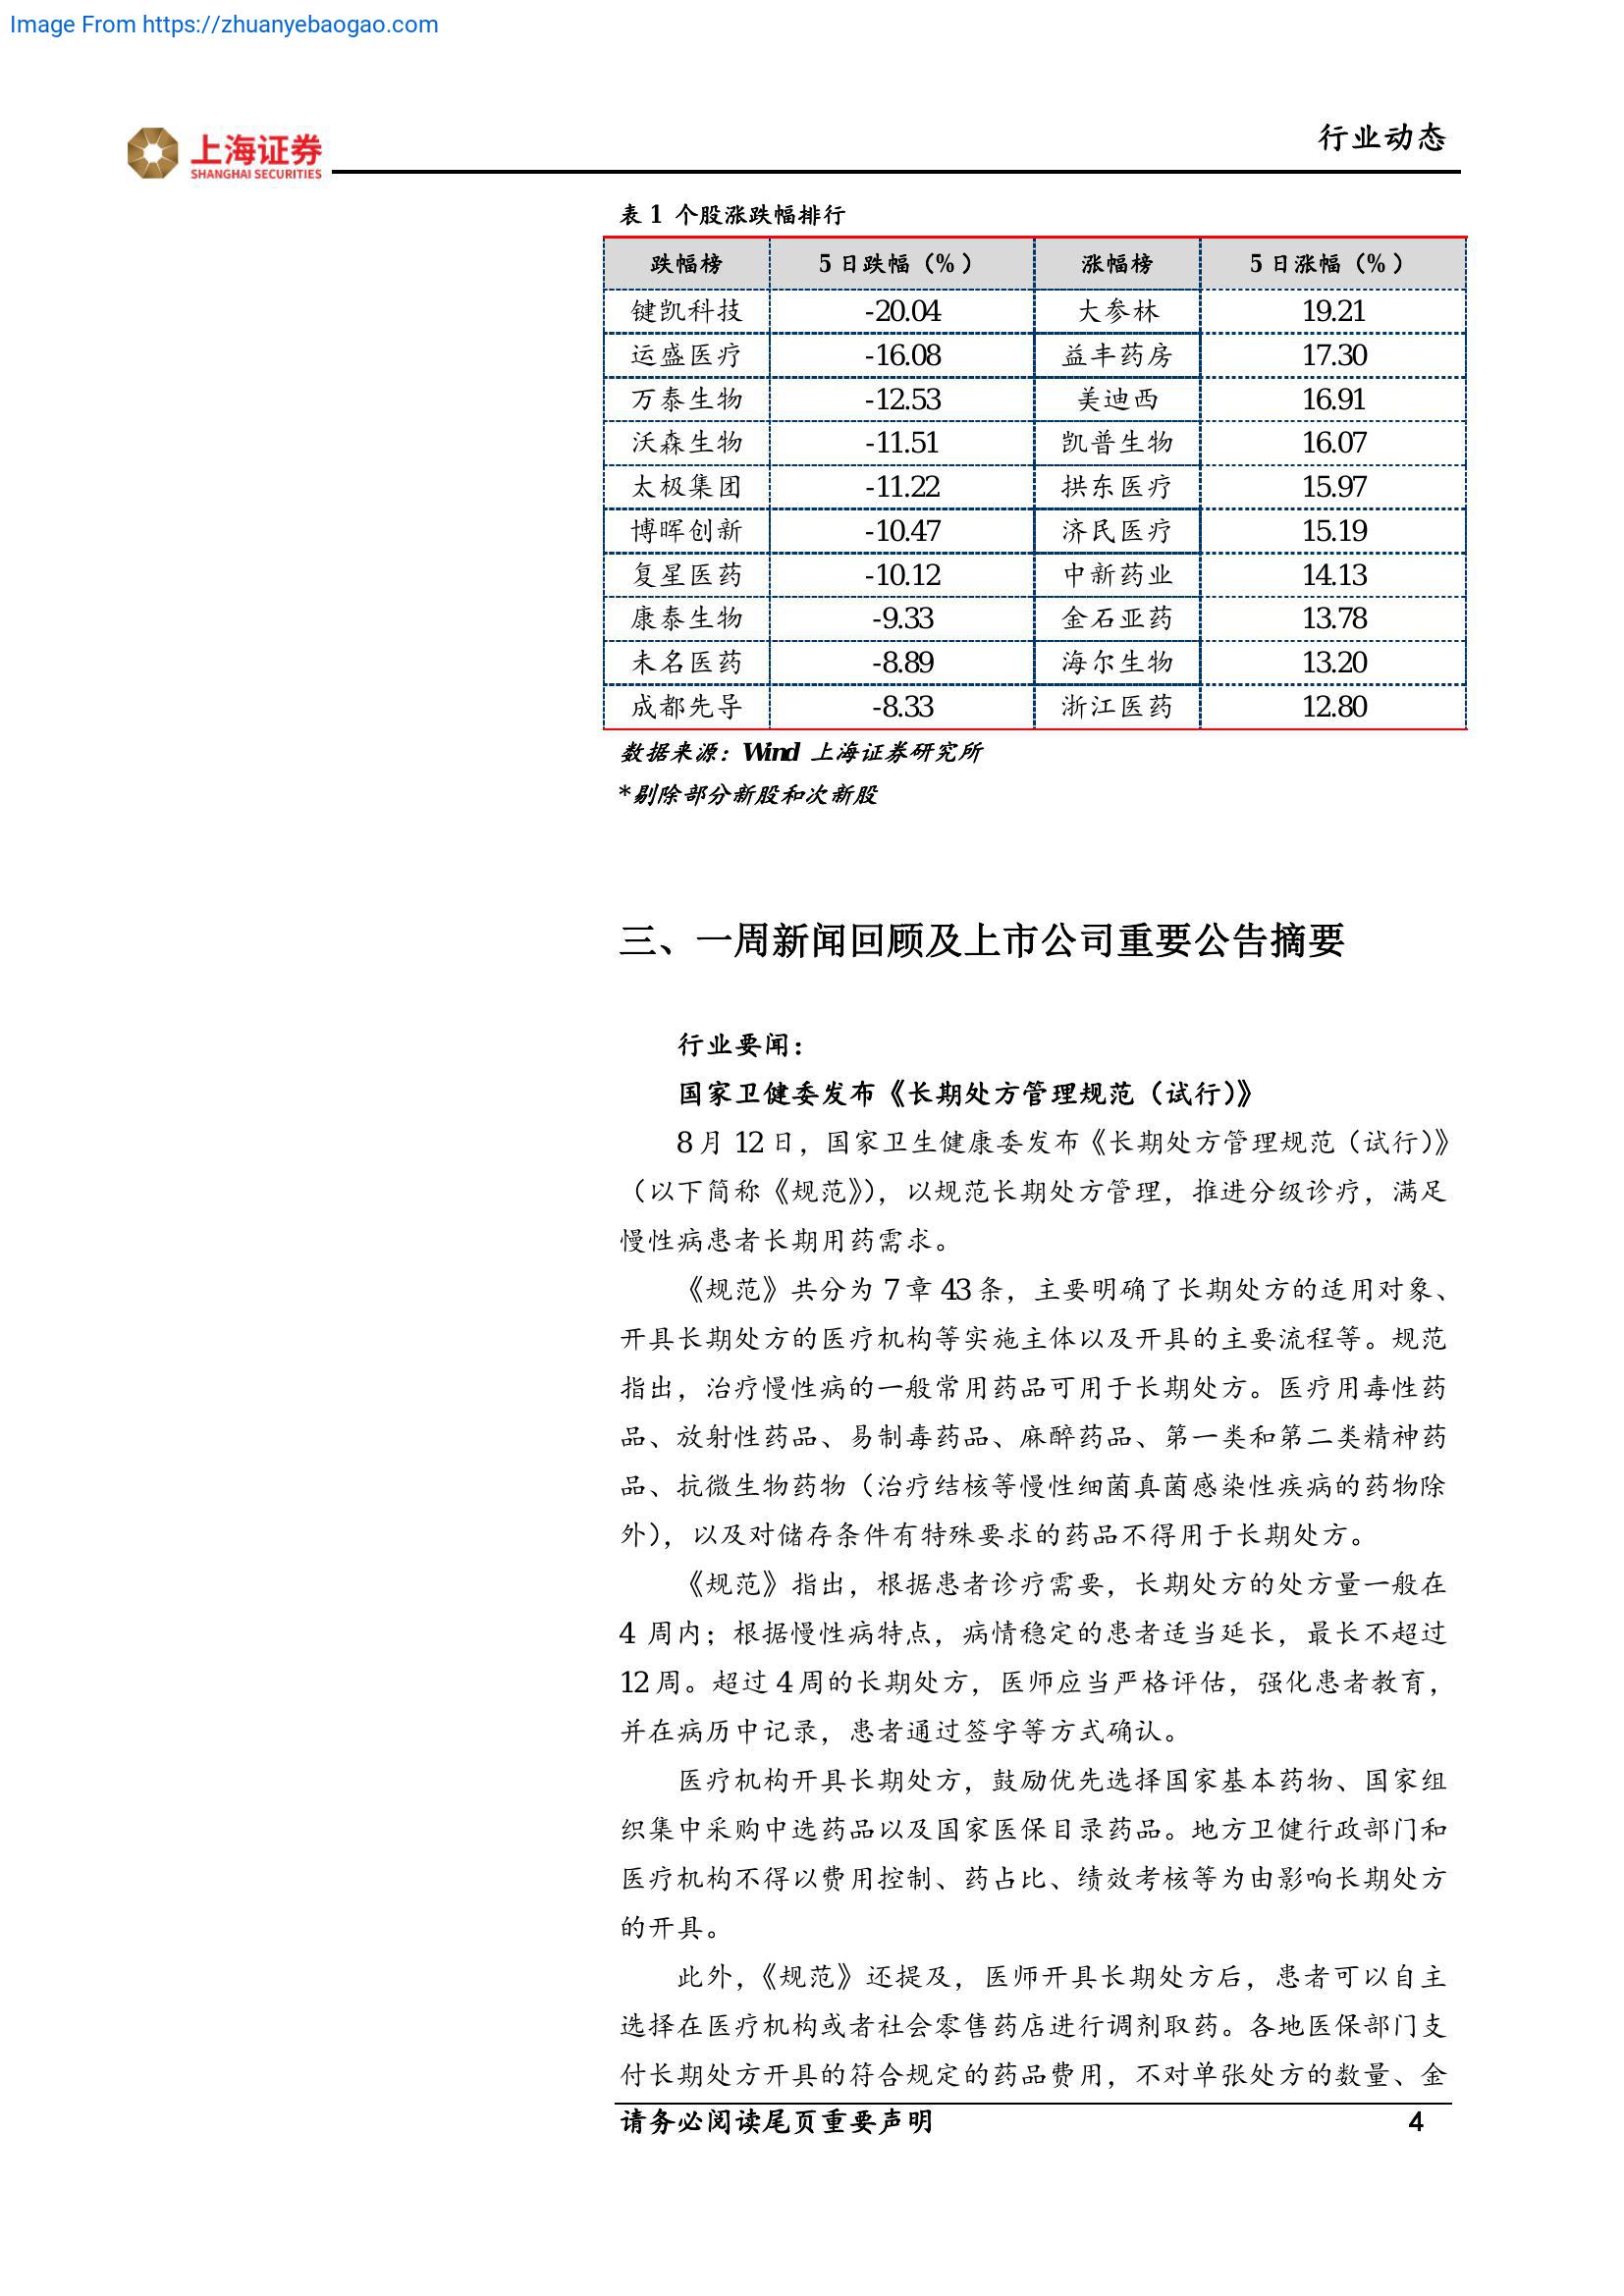 Image From https://zhuanyebaogao.com
上海证券
SHANGHAI SECURITIES
行业动态
表 1 个股涨跌幅排行
跌幅榜 5 日跌幅（%） 涨幅榜 5 日涨幅（%）
键凯科技 -20.04 大参林 19.21
运盛医疗 -16.08 益丰药房 17.30
万泰生物 -12.53 美迪西 16.91
沃森生物 -11.51 凯普生物 16.07
太极集团 -11.22 拱东医疗 15.97
博晖创新 -10.47 济民医疗 15.19
复星医药 -10.12 中新药业 14.13
康泰生物 -9.33 金石亚药 13.78
未名医药 -8.89 海尔生物 13.20
成都先导 -8.33 浙江医药 12.80
数据来源：Wind 上海证券研究所
*剔除部分新股和次新股
三、一周新闻回顾及上市公司重要公告摘要
行业要闻：
国家卫健委发布《长期处方管理规范（试行）》
8 月 12 日，国家卫生健康委发布《长期处方管理规范（试行）》
（以下简称《规范》），以规范长期处方管理，推进分级诊疗，满足
慢性病患者长期用药需求。
《规范》共分为 7 章 43 条，主要明确了长期处方的适用对象、
开具长期处方的医疗机构等实施主体以及开具的主要流程等。规范
指出，治疗慢性病的一般常用药品可用于长期处方。医疗用毒性药
品、放射性药品、易制毒药品、麻醉药品、第一类和第二类精神药
品、抗微生物药物（治疗结核等慢性细菌真菌感染性疾病的药物除
外），以及对储存条件有特殊要求的药品不得用于长期处方。
《规范》指出，根据患者诊疗需要，长期处方的处方量一般在
4 周内；根据慢性病特点，病情稳定的患者适当延长，最长不超过
12 周。超过 4 周的长期处方，医师应当严格评估，强化患者教育，
并在病历中记录，患者通过签字等方式确认。
医疗机构开具长期处方，鼓励优先选择国家基本药物、国家组
织集中采购中选药品以及国家医保目录药品。地方卫健行政部门和
医疗机构不得以费用控制、药占比、绩效考核等为由影响长期处方
的开具。
此外，《规范》还提及，医师开具长期处方后，患者可以自主
选择在医疗机构或者社会零售药店进行调剂取药。各地医保部门支
付长期处方开具的符合规定的药品费用，不对单张处方的数量、金
请务必阅读尾页重要声明 4